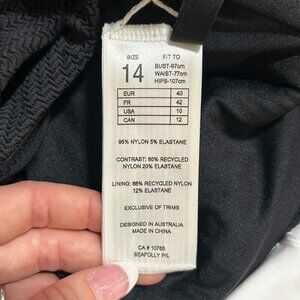 SIZE
14
FIT TO
BUST-97cm
WAIST-77cm
HIPS-107cm
EUR 40
FR 42
USA 10
CAN 12
95% NYLON 5% ELASTANE
CONTRAST: 80% RECYCLED
NYLON 20% ELASTANE
LINING: 88% RECYCLED NYLON
12% ELASTANE
EXCLUSIVE OF TRIMS
DESIGNED IN AUSTRALIA
MADE IN CHINA
CA # 10765
SEAFOLLY P/L